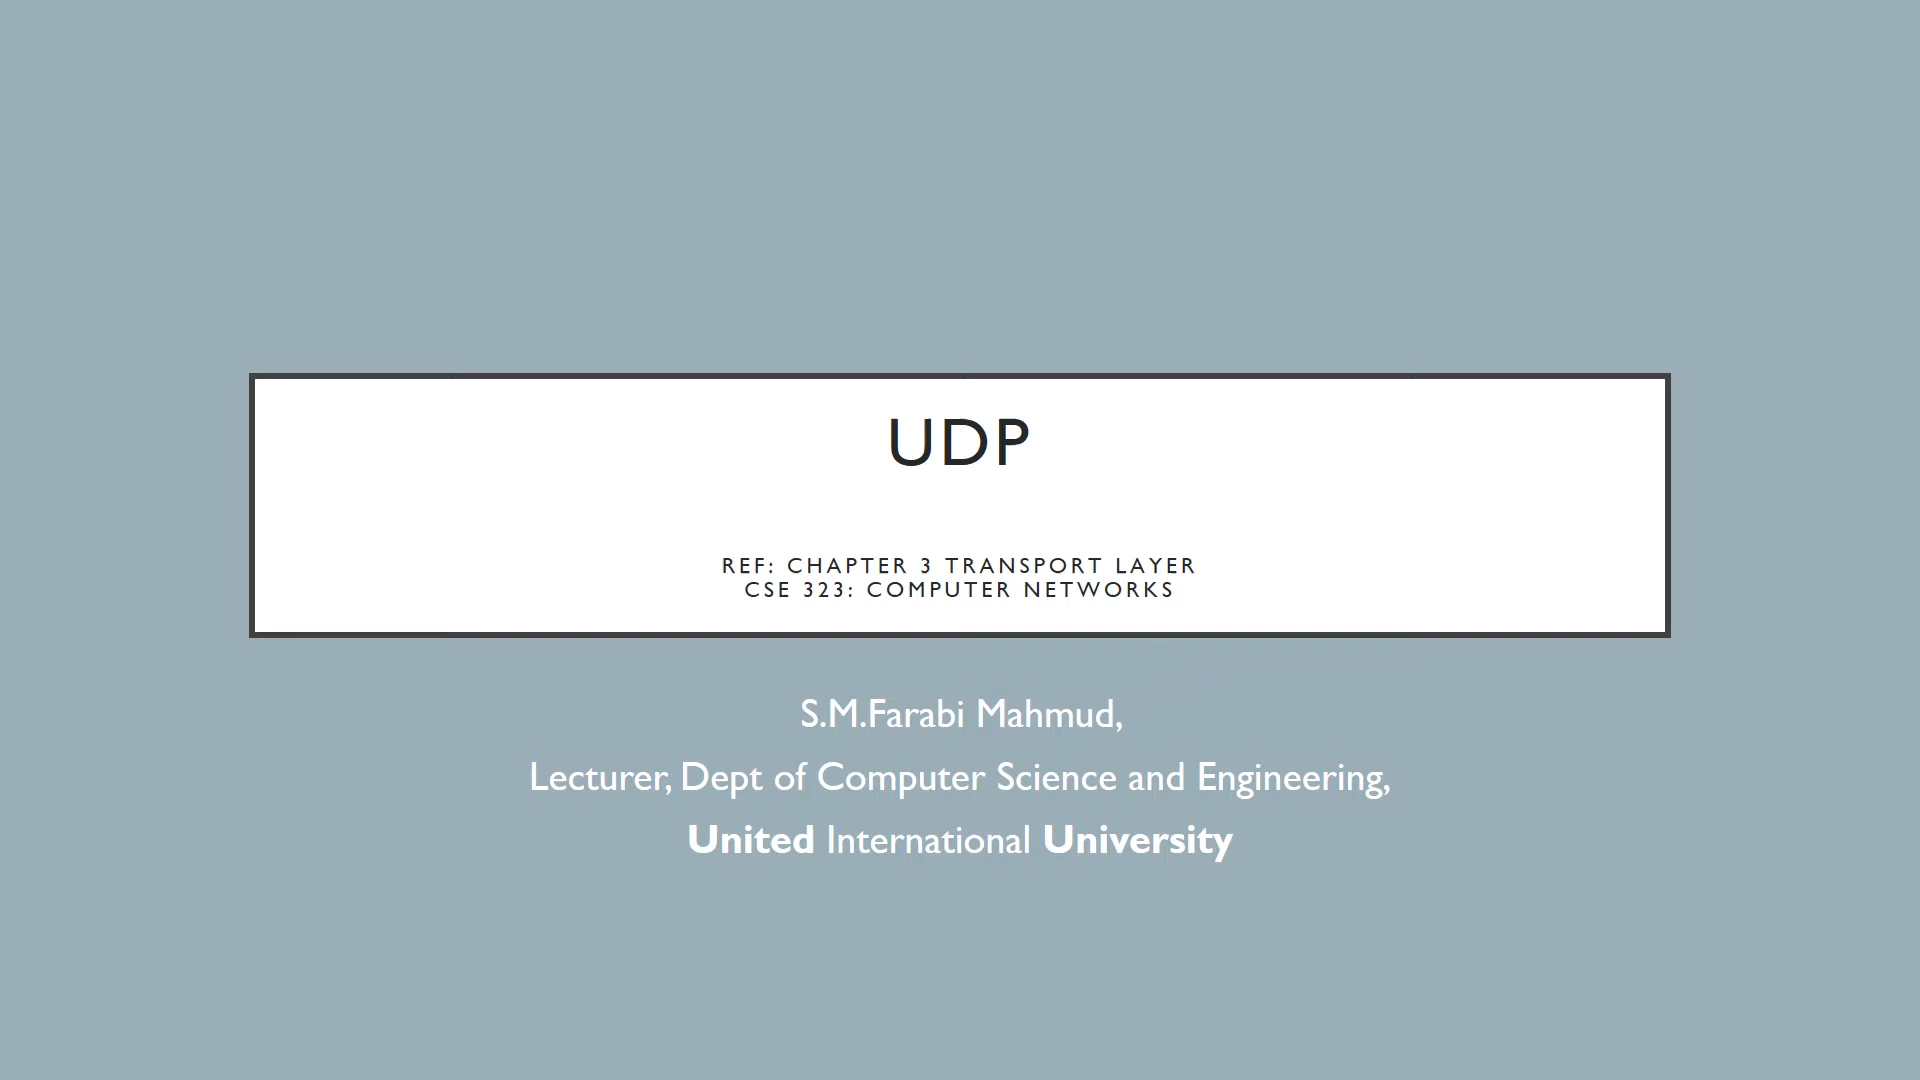 UDP
REF: CHAPTER 3 TRANSPORT LAYER
CSE 323: COMPUTER NETWORKS
S.M.Farabi Mahmud,
Lecturer, Dept of Computer Science and Engineering,
United International University